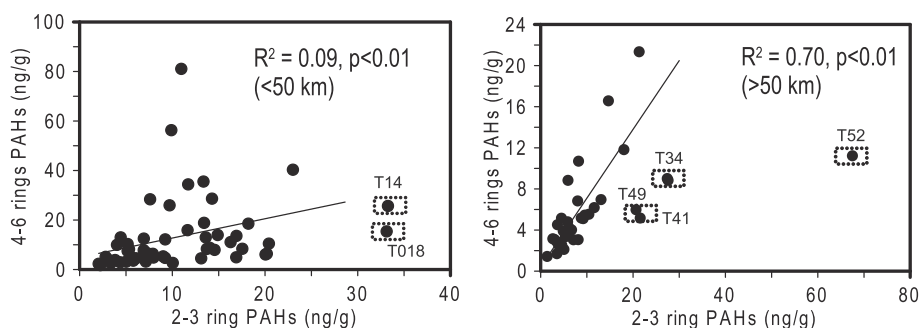 100
80
60
40
20
0
4-6 rings PAHs (ng/g)
R² = 0.09, p<0.01
(<50 km)
T14
T018
0 10 20 30 40
2-3 ring PAHs (ng/g)
24
20
16
12
8
4
0
4-6 rings PAHs (ng/g)
R² = 0.70, p<0.01
(>50 km)
T52
T34
T49
T41
0 20 40 60 80
2-3 ring PAHs (ng/g)